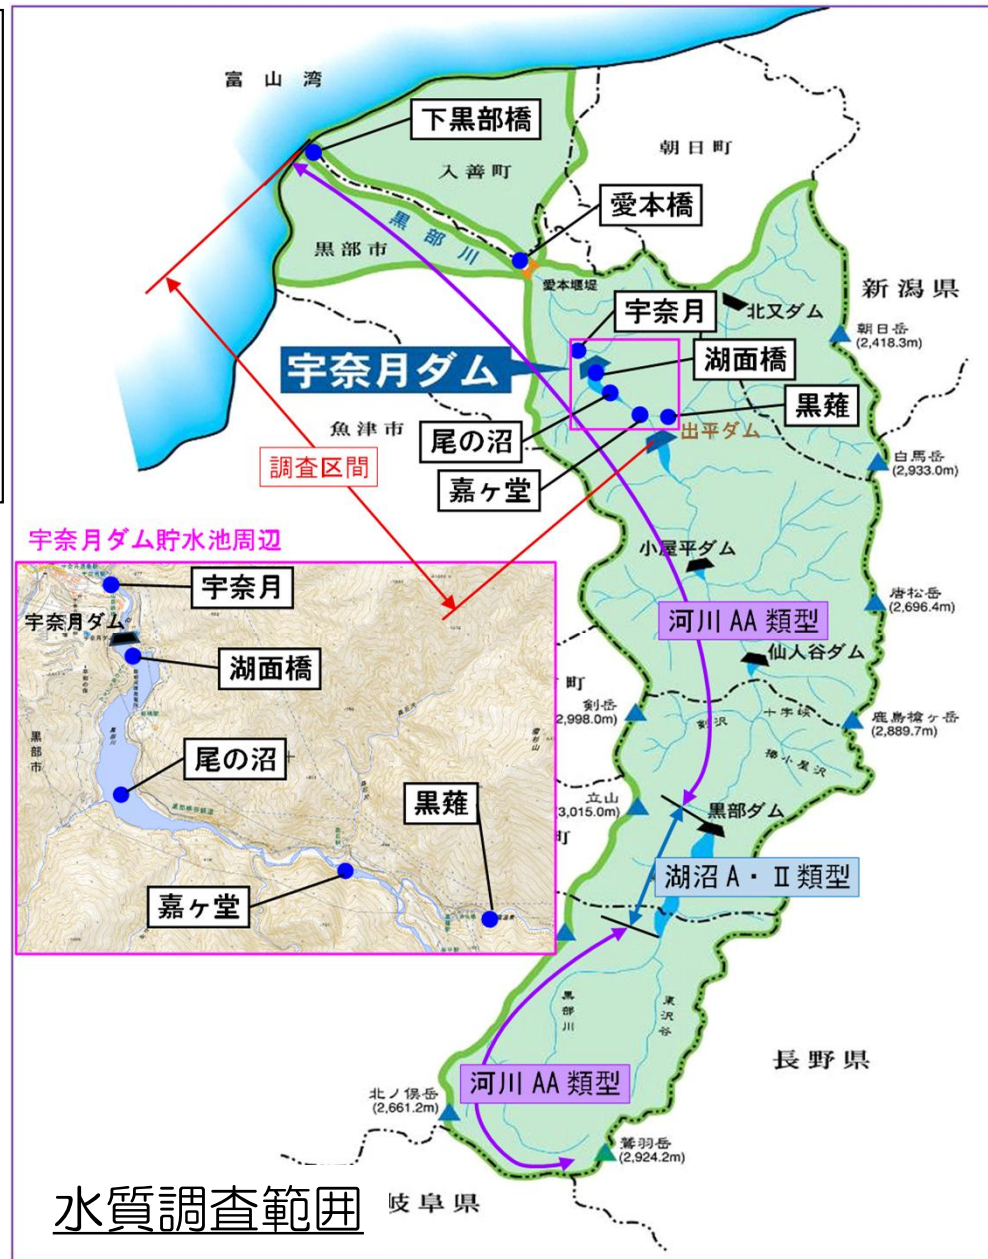 富山湾
下黒部橋
朝日町
入善町
愛本橋
黒部川
黒部市
愛本堰堤
新潟県
宇奈月
北又ダム
朝日岳
(2,418.3m)
湖面橋
宇奈月ダム
黒薙
魚津市
尾の沼
出平ダム
白馬岳
(2,933.0m)
調査区間
嘉ヶ堂
宇奈月ダム貯水池周辺
小屋平ダム
宇奈月
唐松岳
(2,696.4m)
宇奈月ダム
河川 AA 類型
湖面橋
仙人谷ダム
町
剣岳
2,998.0m)
剣沢
十字峡
鹿島槍ヶ岳
(2,889.7m)
黒部市
黒部川
尾の沼
棒小屋沢
黒薙
立山
3,015.0m)
黒部ダム
町
湖沼 A・Ⅱ類型
嘉ヶ堂
黒部川
東沢谷
長野県
河川 AA 類型
北ノ俣岳
(2,661.2m)
鷲羽岳
(2,924.2m)
水質調査範囲
岐阜県